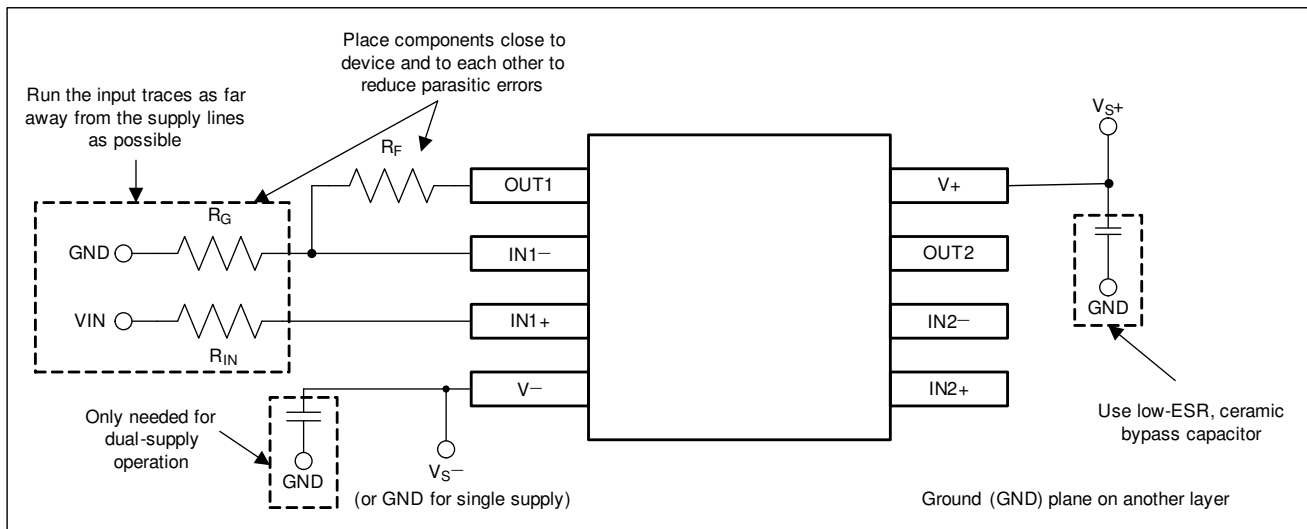 Place components close to
device and to each other to
reduce parasitic errors
Run the input traces as far
away from the supply lines
as possible
VS+
RF
OUT1
V+
RG
GND
IN1−
OUT2
GND
VIN
IN1+
IN2−
RIN
V−
IN2+
Only needed for
dual-supply
operation
GND
VS−
(or GND for single supply)
Use low-ESR, ceramic
bypass capacitor
Ground (GND) plane on another layer